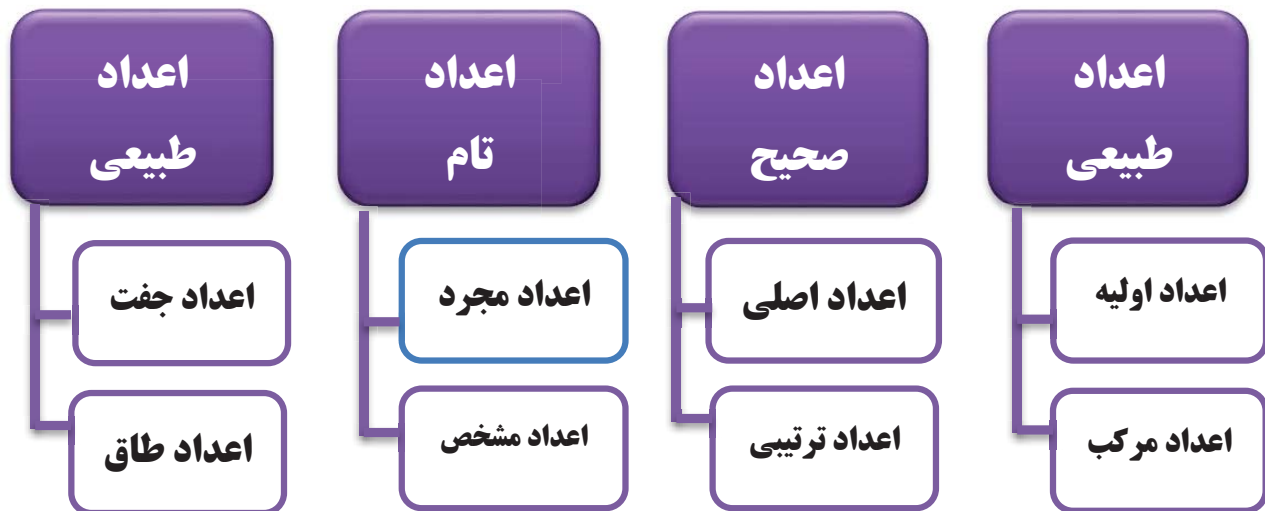 اعداد
طبیعی
اعداد اولیه
اعداد مرکب
اعداد
صحیح
اعداد اصلی
اعداد ترتیبی
اعداد
تام
اعداد مجرد
اعداد مشخص
اعداد
طبیعی
اعداد جفت
اعداد طاق